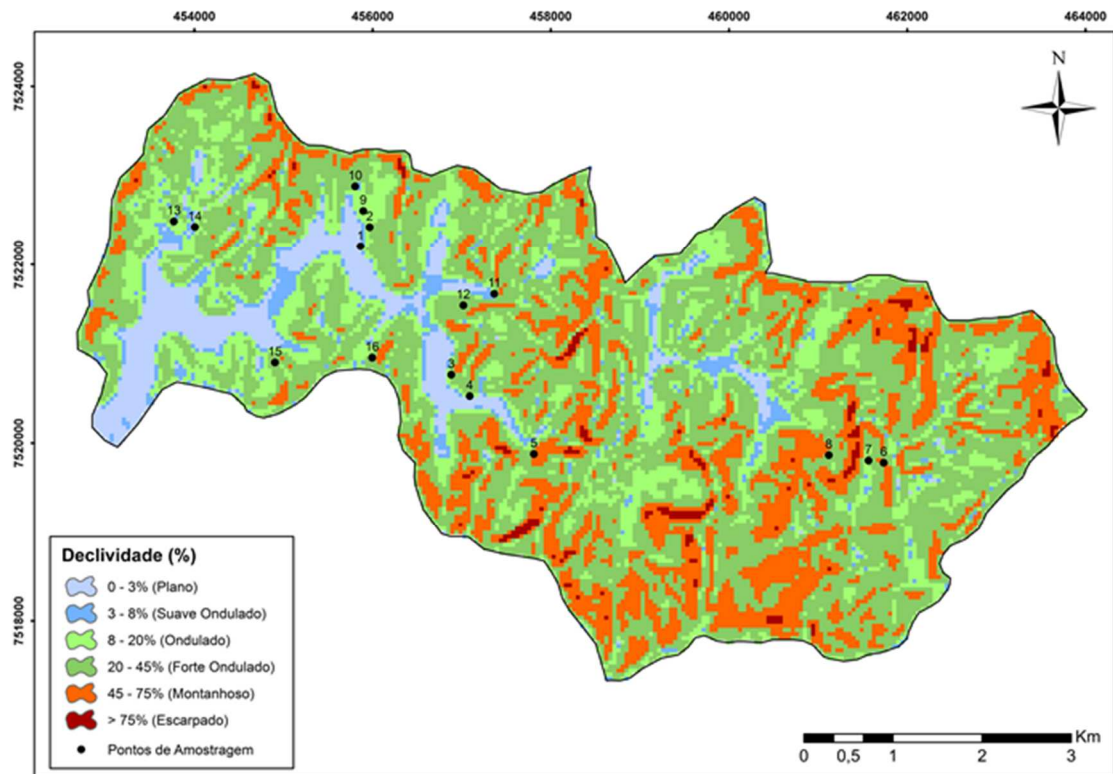 454000 456000 458000 460000 462000 464000
N
7524000
7522000
7520000
7518000
10
9
13
14
2
1
11
12
16
15
3
4
5
8
7
6
Declividade (%)
0 - 3% (Plano)
3 - 8% (Suave Ondulado)
8 - 20% (Ondulado)
20 - 45% (Forte Ondulado)
45 - 75% (Montanhoso)
> 75% (Escarpado)
Pontos de Amostragem
Km
0 0,5 1 2 3